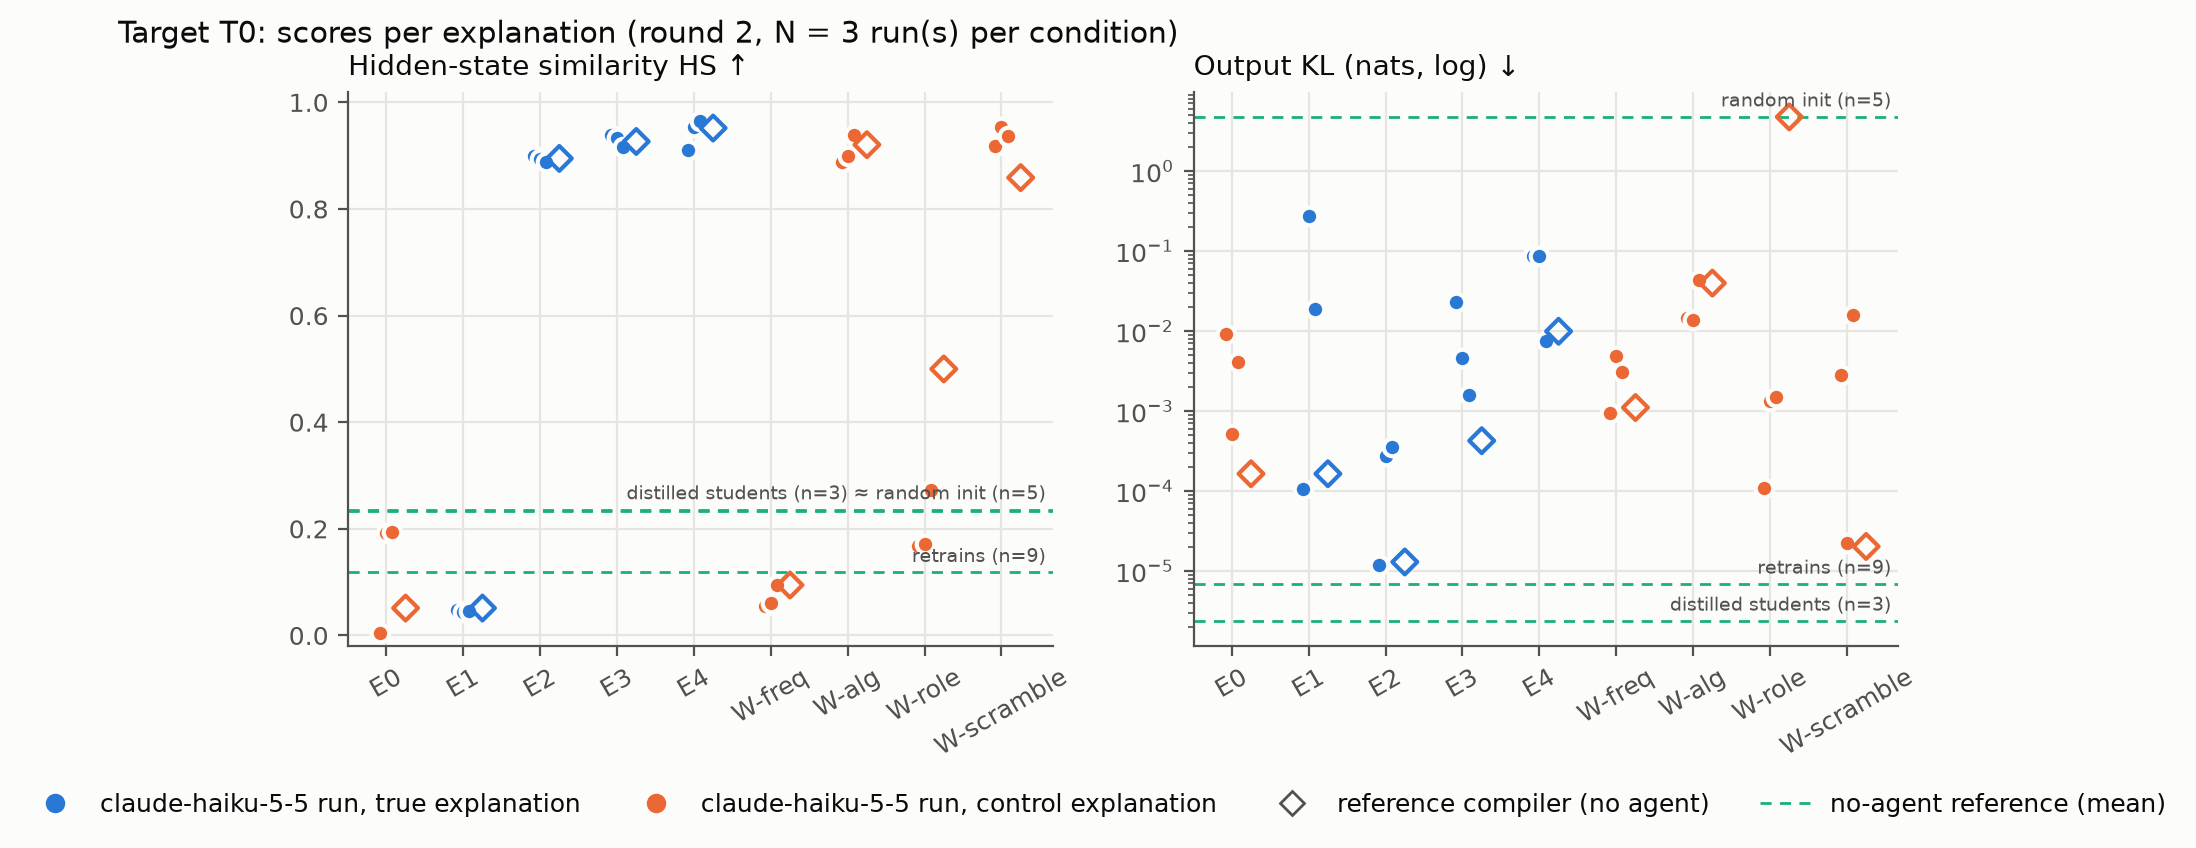 Target T0: scores per explanation (round 2, N = 3 run(s) per condition)
Hidden-state similarity HS ↑
1.0
0.8
0.6
0.4
0.2
0.0
distilled students (n=3) ≈ random init (n=5)
retrains (n=9)
E0
E1
E2
E3
E4
W-freq
W-alg
W-role
W-scramble
Output KL (nats, log) ↓
10⁰
10⁻¹
10⁻²
10⁻³
10⁻⁴
10⁻⁵
random init (n=5)
retrains (n=9)
distilled students (n=3)
E0
E1
E2
E3
E4
W-freq
W-alg
W-role
W-scramble
claude-haiku-5-5 run, true explanation
claude-haiku-5-5 run, control explanation
reference compiler (no agent)
no-agent reference (mean)